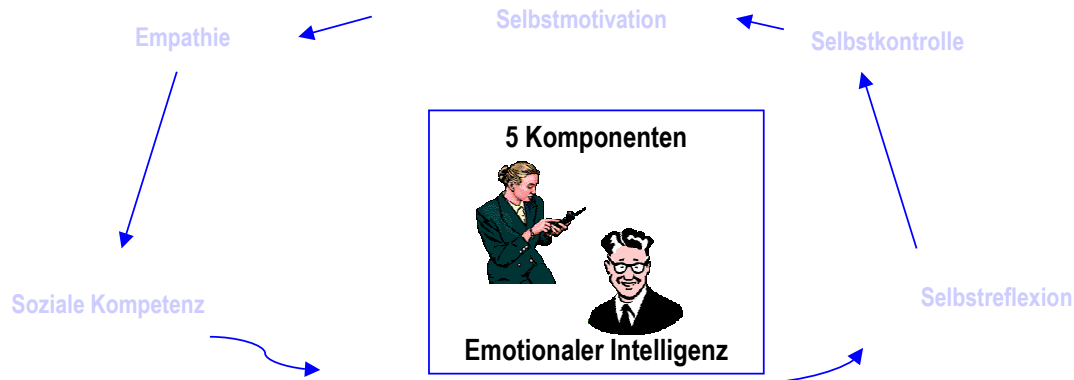 Selbstmotivation
Empathie
Selbstkontrolle
5 Komponenten
Soziale Kompetenz
Selbstreflexion
Emotionaler Intelligenz